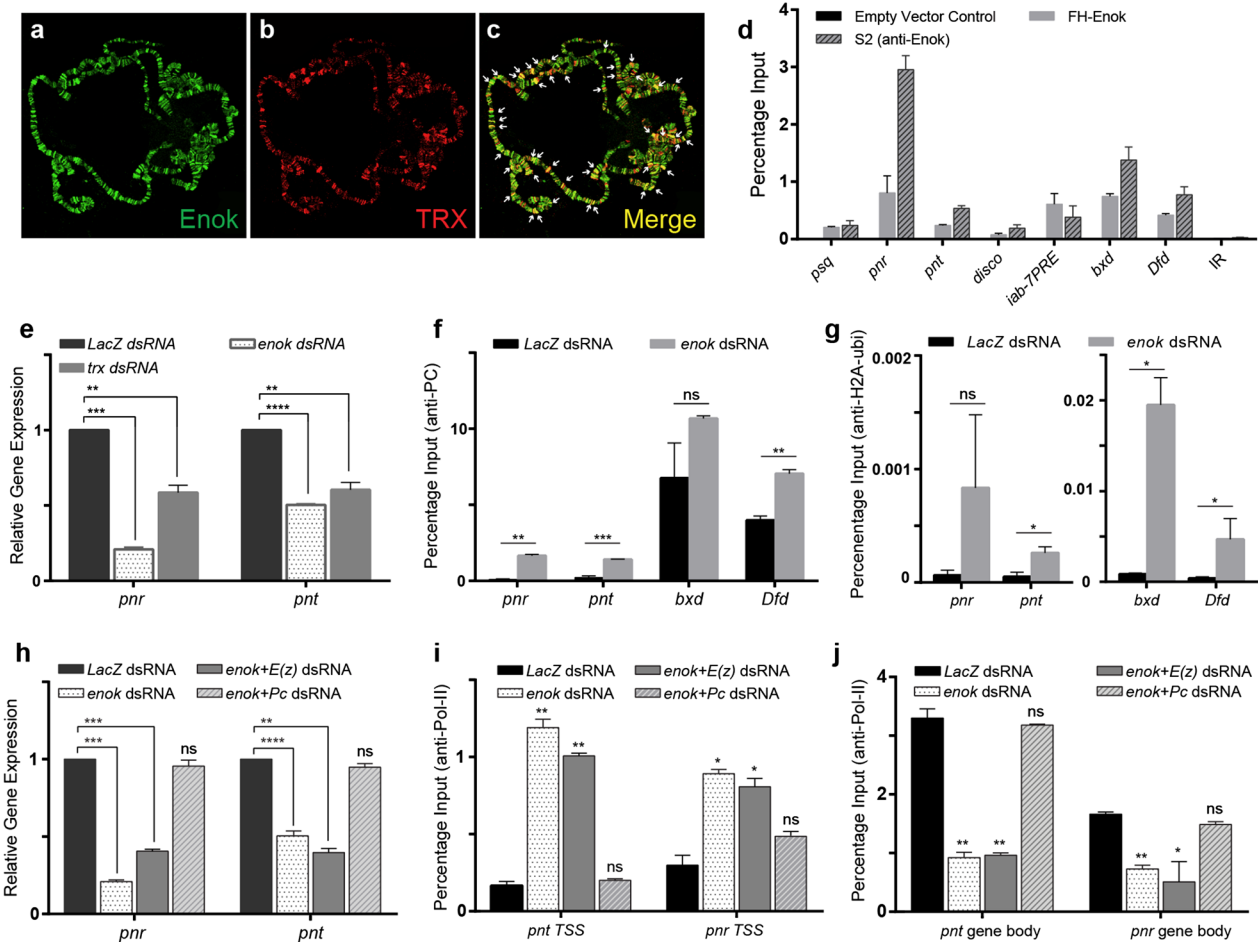 a
Enok
b
TRX
c
Merge
d
Empty Vector Control
FH-Enok
S2 (anti-Enok)
Percentage Input
4
3
2
1
0
psq
pnr
pnt
disco
iab-7PRE
bxd
Dfd
IR
e
LacZ dsRNA
enok dsRNA
trx dsRNA
Relative Gene Expression
1
0
**
***
**
****
pnr
pnt
f
LacZ dsRNA
enok dsRNA
Percentage Input (anti-PC)
10
0
**
***
ns
**
pnr
pnt
bxd
Dfd
g
LacZ dsRNA
enok dsRNA
Percenentage Input (anti-H2A-ubi)
0.002
0.001
0
ns
*
pnr
pnt
0.02
0.01
0
*
*
bxd
Dfd
h
LacZ dsRNA
enok+E(z) dsRNA
enok dsRNA
enok+Pc dsRNA
Relative Gene Expression
1
0
***
***
ns
**
****
ns
pnr
pnt
i
LacZ dsRNA
enok+E(z) dsRNA
enok dsRNA
enok+Pc dsRNA
Percentage Input (anti-Pol-II)
1
0
**
**
ns
*
*
ns
pnt TSS
pnr TSS
j
LacZ dsRNA
enok+E(z) dsRNA
enok dsRNA
enok+Pc dsRNA
Percentage Input (anti-Pol-II)
4
2
0
**
**
ns
**
*
ns
pnt gene body
pnr gene body